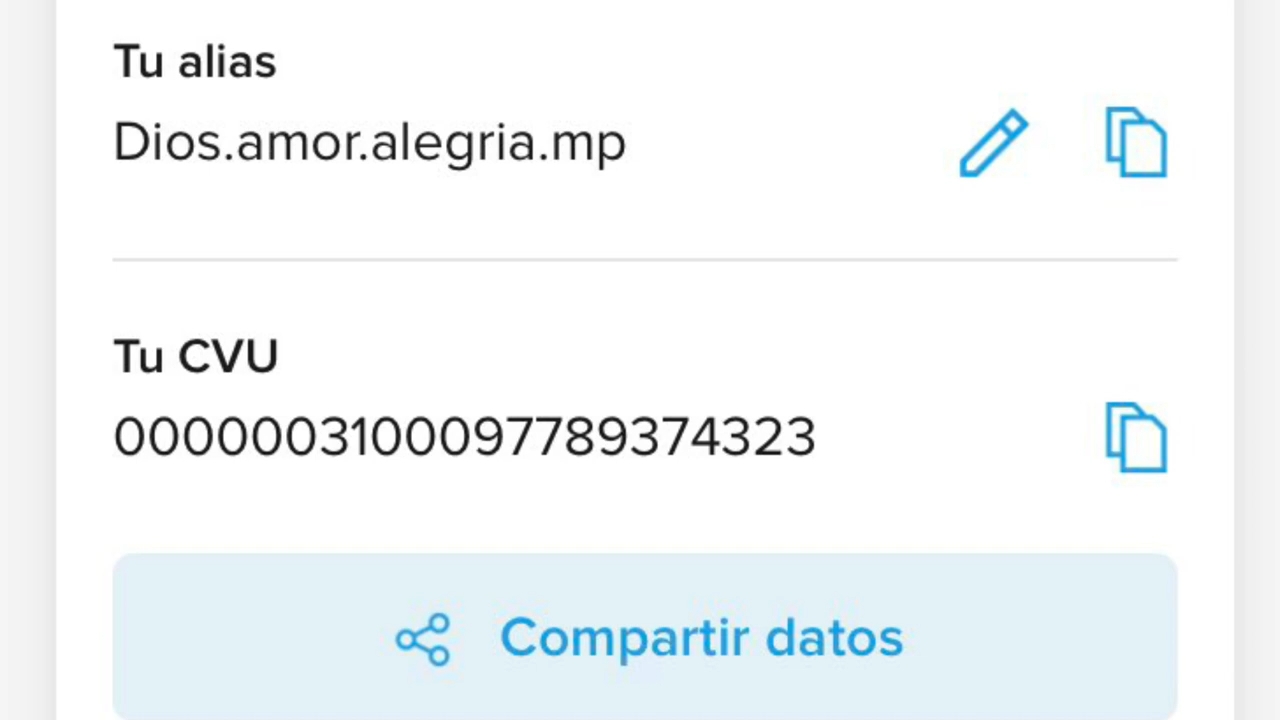 Tu alias
Dios.amor.alegria.mp
Tu CVU
0000003100097789374323
Compartir datos